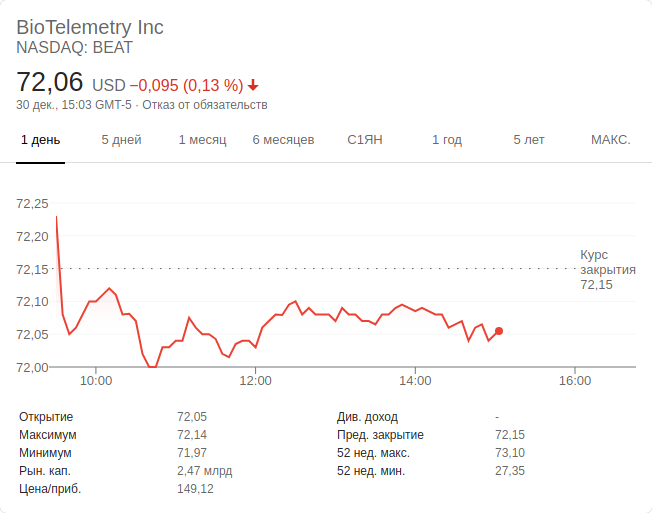 BioTelemetry Inc
NASDAQ: BEAT
72,06 USD −0,095 (0,13 %)
30 дек., 15:03 GMT-5 · Отказ от обязательств
1 день 5 дней 1 месяц 6 месяцев С1ЯН 1 год 5 лет МАКС.
72,25
72,20
72,15
72,10
72,05
72,00
Курс
закрытия
72,15
10:00 12:00 14:00 16:00
Открытие 72,05 Див. доход -
Максимум 72,14 Пред. закрытие 72,15
Минимум 71,97 52 нед. макс. 73,10
Рын. кап. 2,47 млрд 52 нед. мин. 27,35
Цена/приб. 149,12